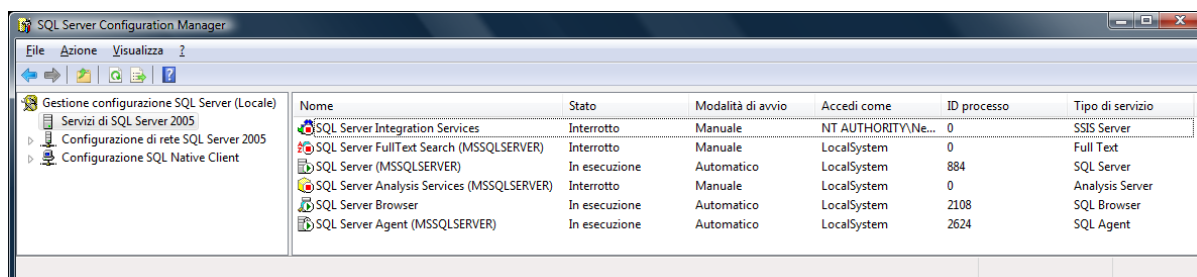 SQL Server Configuration Manager
File Azione Visualizza ?
Gestione configurazione SQL Server (Locale)
Servizi di SQL Server 2005
Configurazione di rete SQL Server 2005
Configurazione SQL Native Client
Nome Stato Modalità di avvio Accedi come ID processo Tipo di servizio
SQL Server Integration Services Interrotto Manuale NT AUTHORITY\Ne... 0 SSIS Server
SQL Server FullText Search (MSSQLSERVER) Interrotto Manuale LocalSystem 0 Full Text
SQL Server (MSSQLSERVER) In esecuzione Automatico LocalSystem 884 SQL Server
SQL Server Analysis Services (MSSQLSERVER) Interrotto Manuale LocalSystem 0 Analysis Server
SQL Server Browser In esecuzione Automatico LocalSystem 2108 SQL Browser
SQL Server Agent (MSSQLSERVER) In esecuzione Automatico LocalSystem 2624 SQL Agent